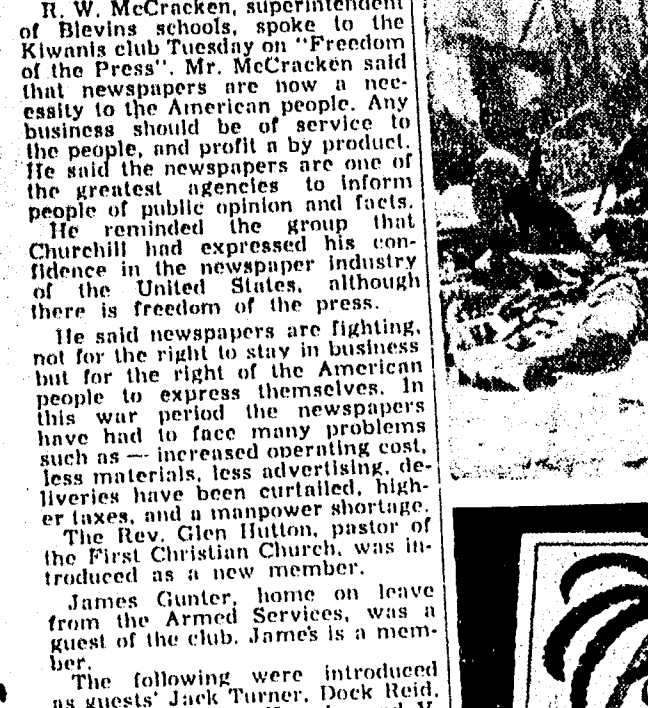 R. W. McCracken, superintendent
of Blevins schools, spoke to the
Kiwanis club Tuesday on "Freedom
of the Press". Mr. McCracken said
that newspapers are now a nec-
essity to the American people. Any
business should be of service to
the people, and profit a by product.
He said the newspapers are one of
the greatest agencies to inform
people of public opinion and facts.
He reminded the group that
Churchill had expressed his con-
fidence in the newspaper industry
of the United States, although
there is freedom of the press.
He said newspapers are fighting,
not for the right to stay in business
but for the right of the American
people to express themselves. In
this war period the newspapers
have had to face many problems
such as — increased operating cost,
less materials, less advertising, de-
liveries have been curtailed, high-
er taxes, and a manpower shortage.
The Rev. Glen Hutton, pastor of
the First Christian Church, was in-
troduced as a new member.
James Gunter, home on leave
from the Armed Services, was a
guest of the club. Jame's is a mem-
ber.
The following were introduced
as guests' Jack Turner, Dock Reid,